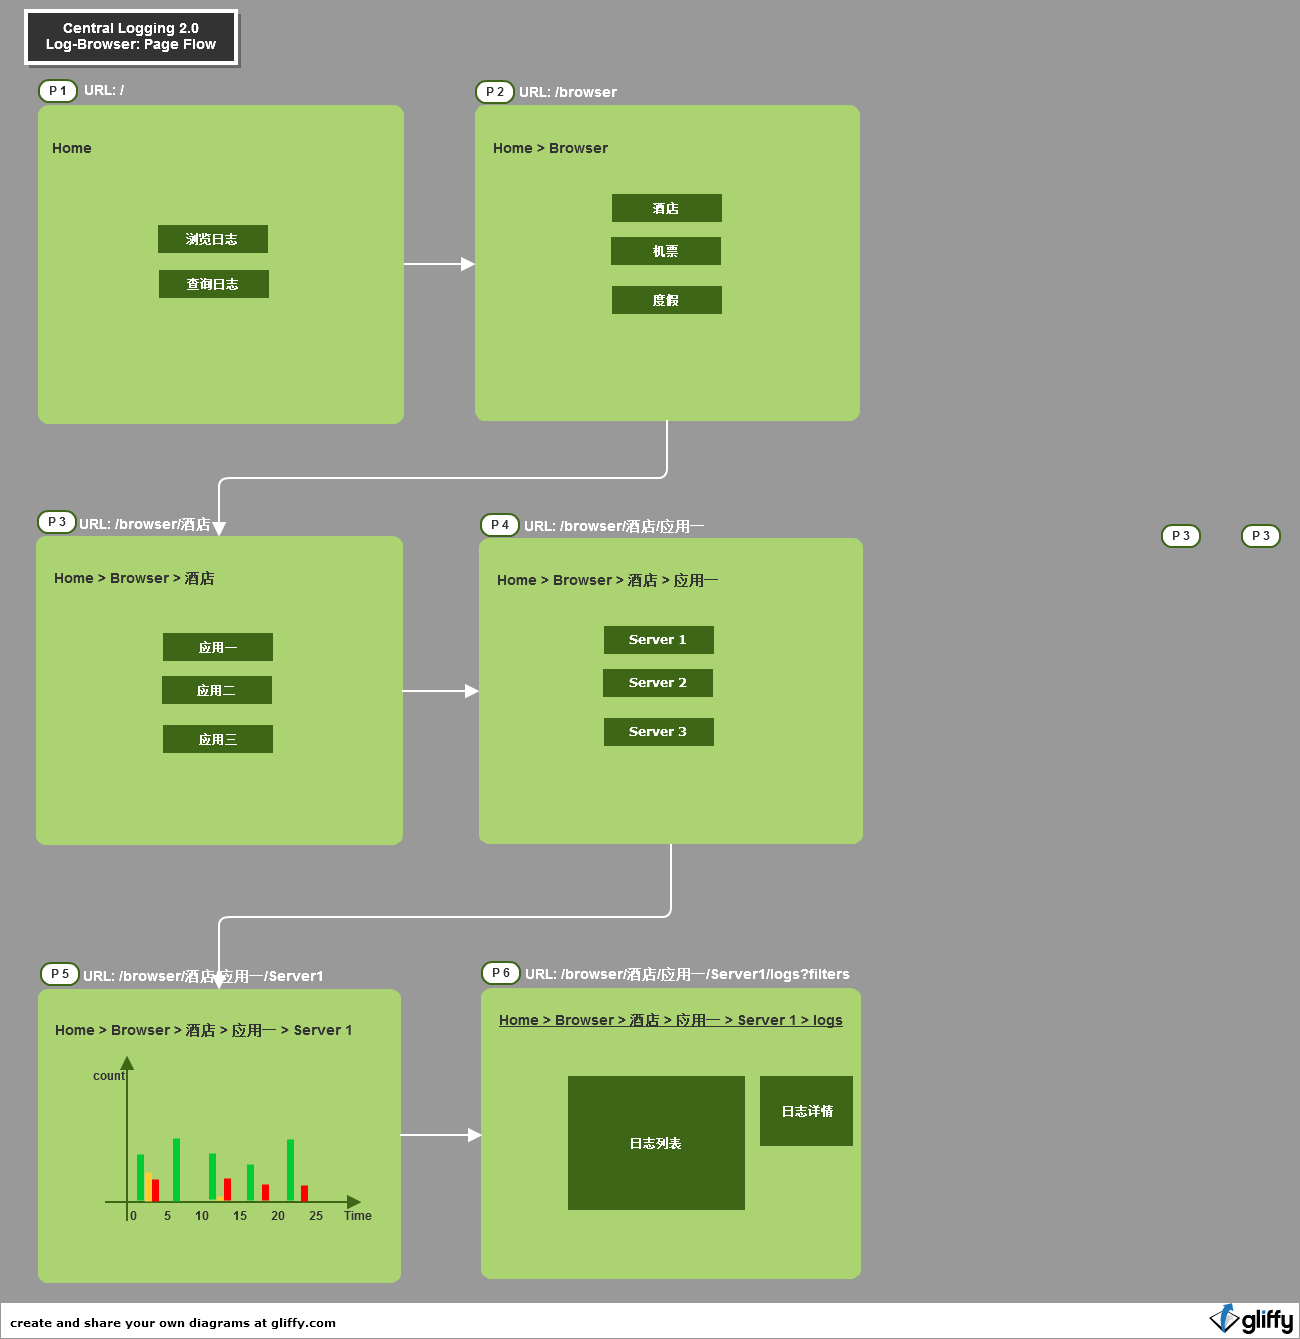 Central Logging 2.0
Log-Browser: Page Flow
P 1
URL: /
Home
浏览日志
查询日志
P 2
URL: /browser
Home > Browser
酒店
机票
度假
P 3
URL: /browser/酒店
Home > Browser > 酒店
应用一
应用二
应用三
P 4
URL: /browser/酒店/应用一
Home > Browser > 酒店 > 应用一
Server 1
Server 2
Server 3
P 3
P 3
P 5
URL: /browser/酒店/应用一/Server1
Home > Browser > 酒店 > 应用一 > Server 1
count
0 5 10 15 20 25 Time
P 6
URL: /browser/酒店/应用一/Server1/logs?filters
Home > Browser > 酒店 > 应用一 > Server 1 > logs
日志列表
日志详情
create and share your own diagrams at gliffy.com
gliffy